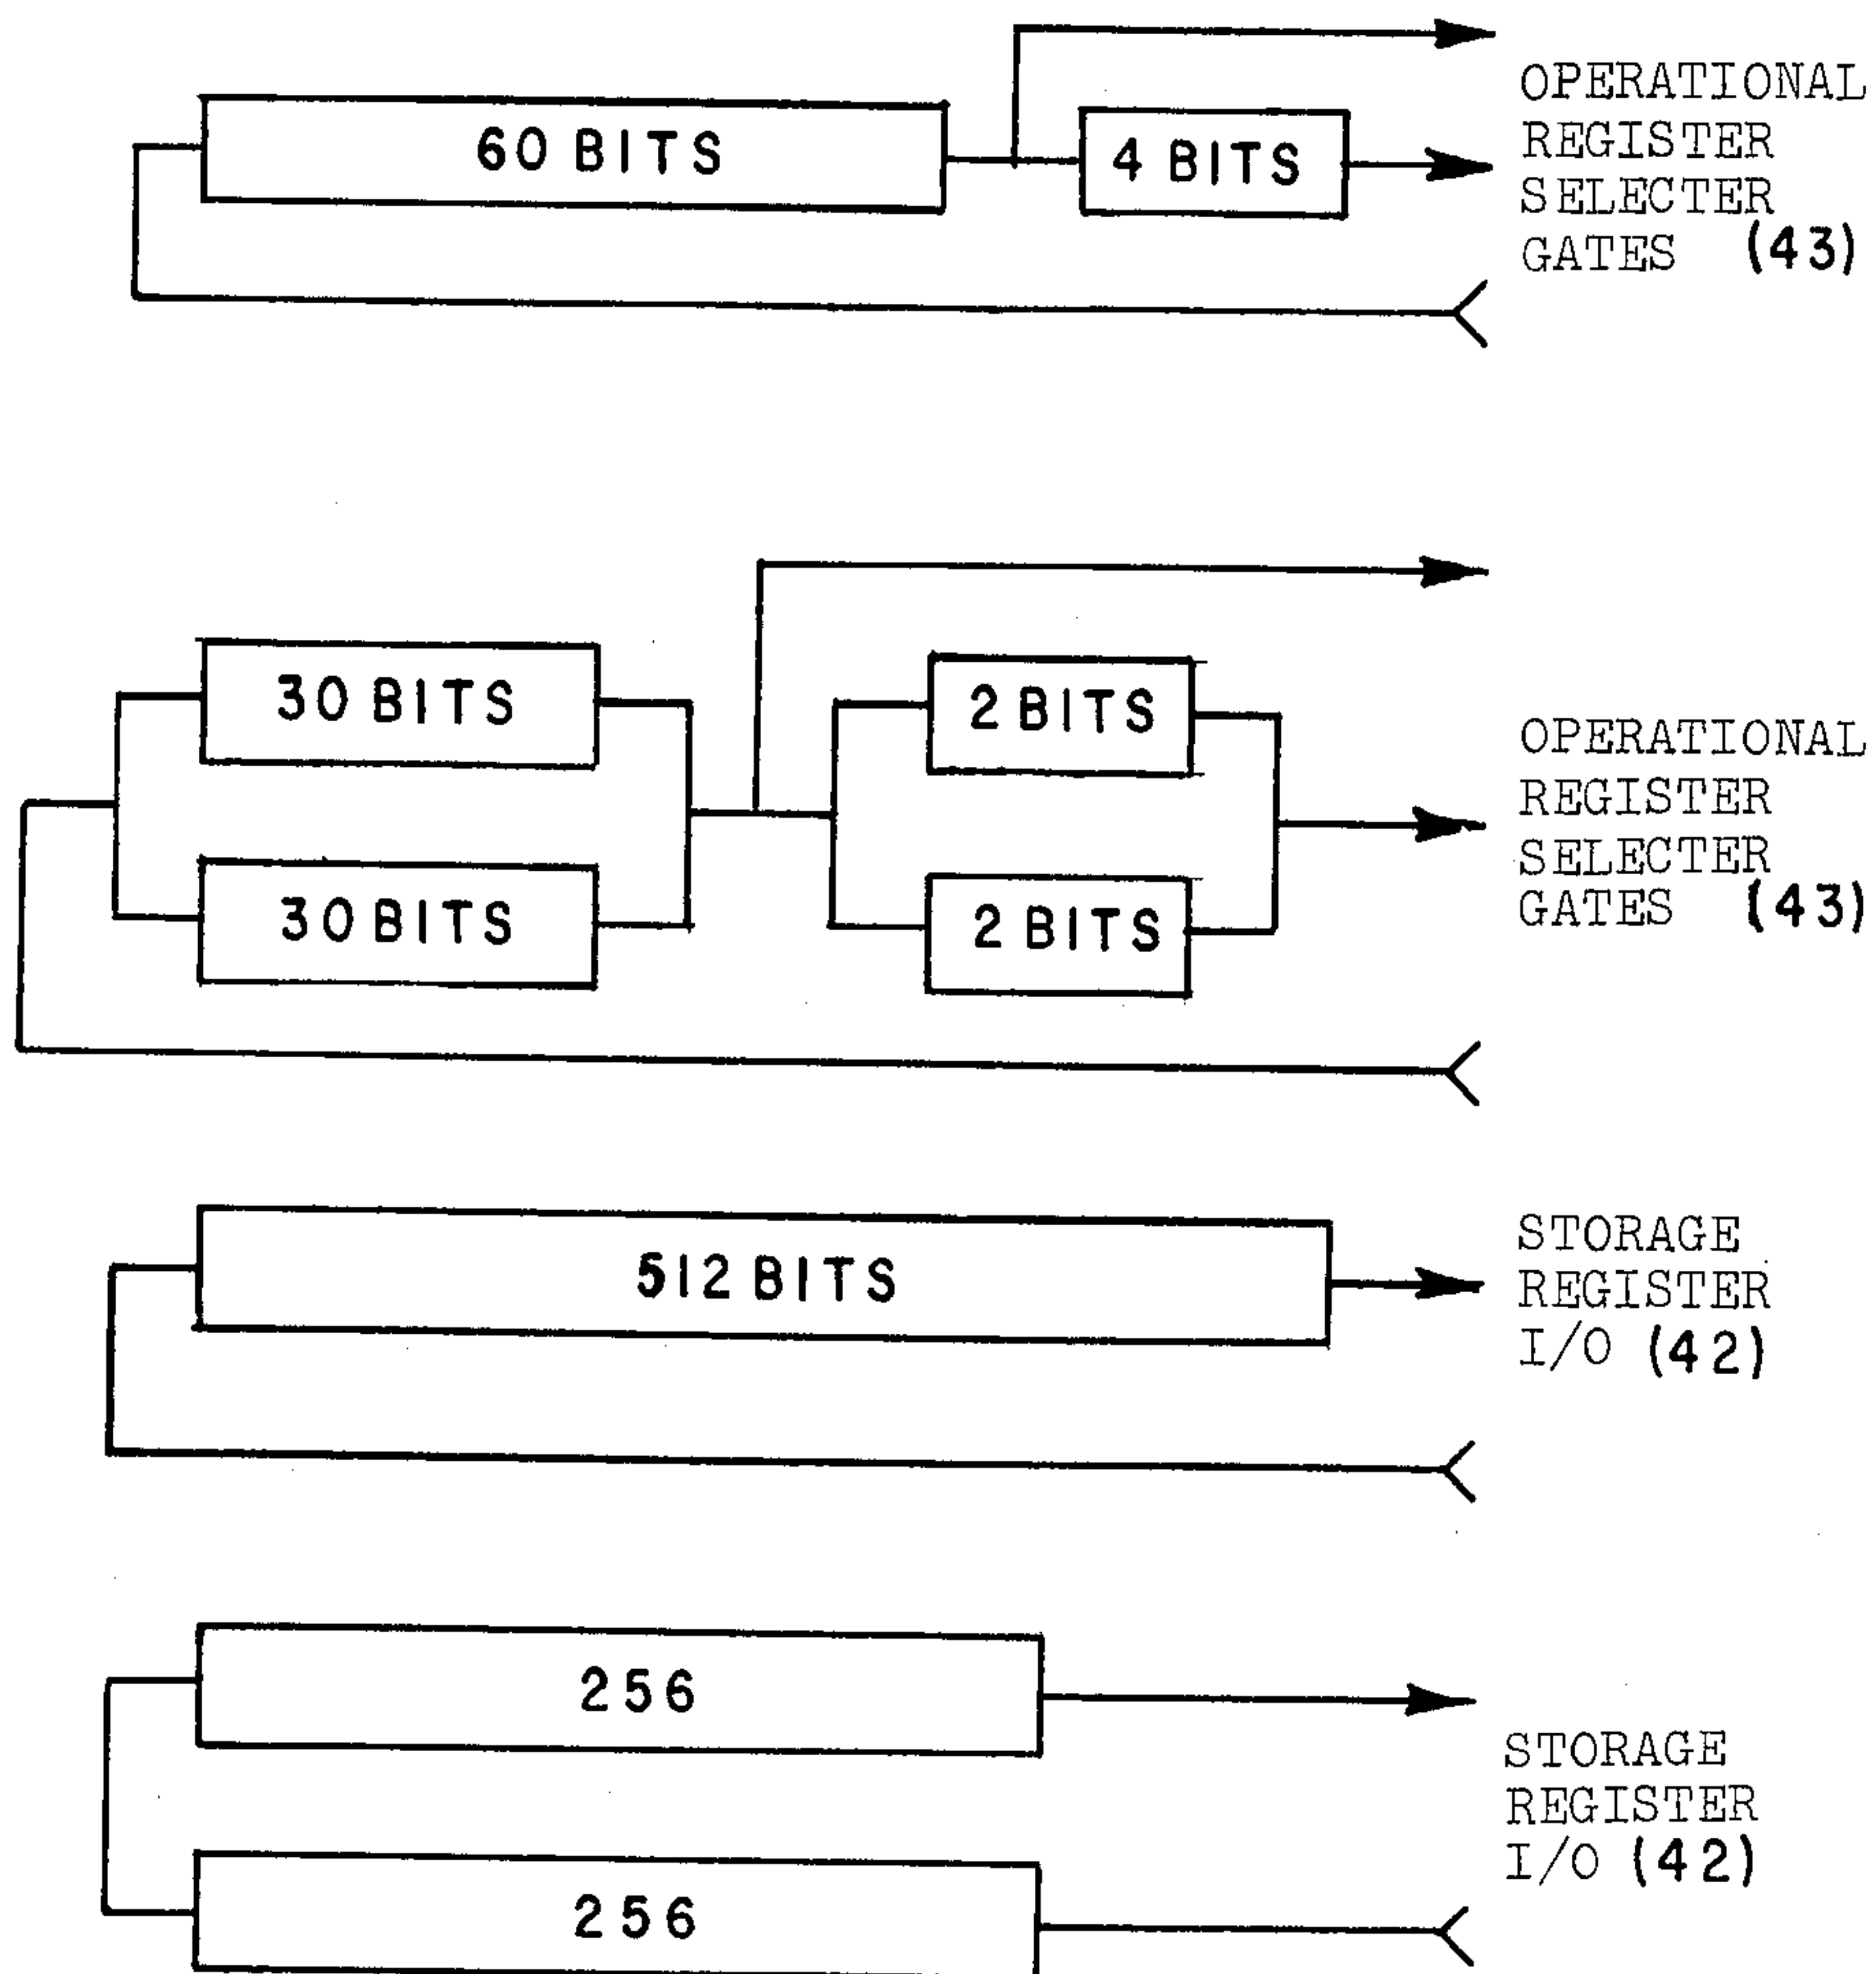 60 BITS
4 BITS
OPERATIONAL
REGISTER
SELECTER
GATES (43)
30 BITS
2 BITS
30 BITS
2 BITS
OPERATIONAL
REGISTER
SELECTER
GATES (43)
512 BITS
STORAGE
REGISTER
I/O (42)
256
256
STORAGE
REGISTER
I/O (42)